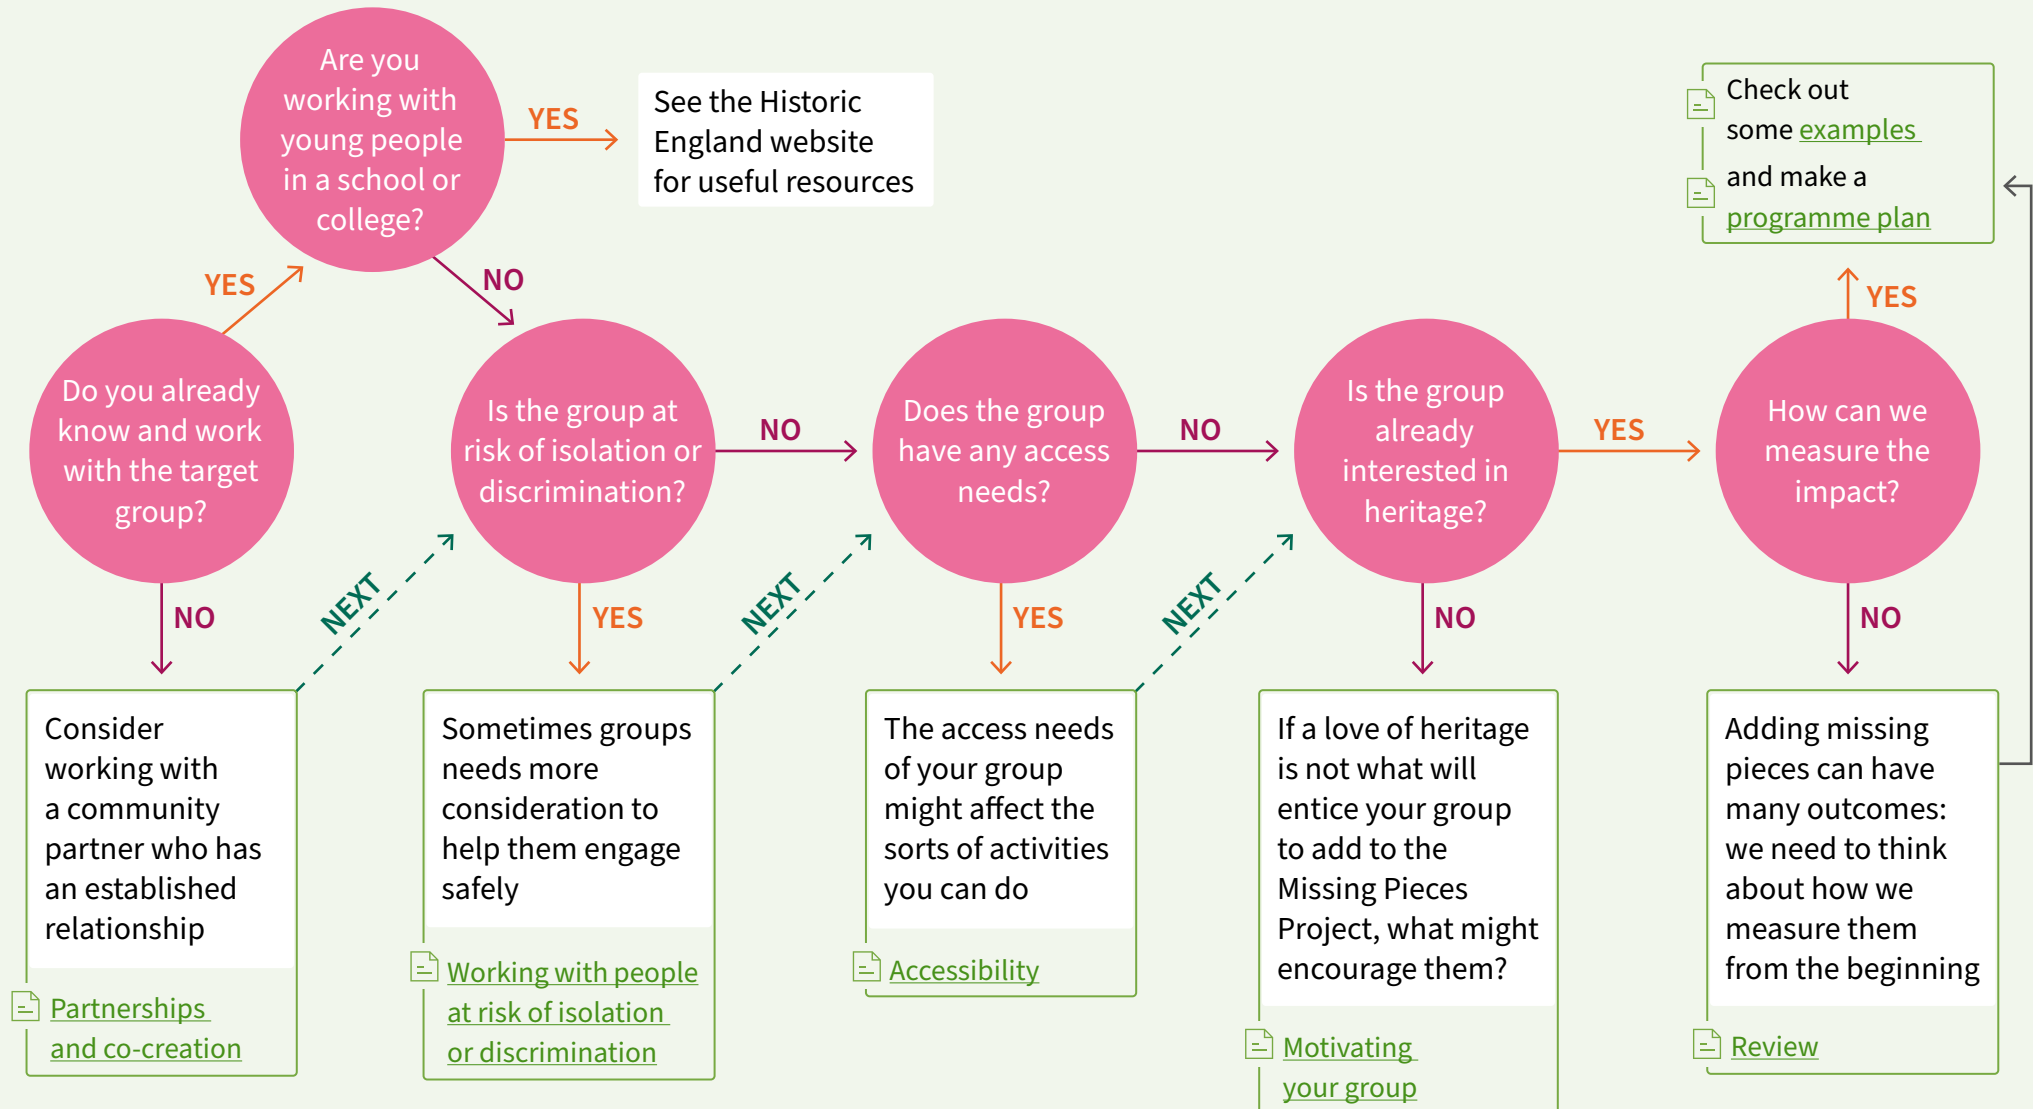 Are you
working with
young people
in a school or
college?
YES
See the Historic
England website
for useful resources
Check out
some examples
and make a
programme plan
YES
NO
YES
Do you already
know and work
with the target
group?
Is the group at
risk of isolation or
discrimination?
NO
Does the group
have any access
needs?
NO
Is the group
already
interested in
heritage?
YES
How can we
measure the
impact?
NO
NEXT
YES
NEXT
YES
NEXT
NO
NO
Consider
working with
a community
partner who has
an established
relationship
Partnerships
and co-creation
Sometimes groups
needs more
consideration to
help them engage
safely
Working with people
at risk of isolation
or discrimination
The access needs
of your group
might affect the
sorts of activities
you can do
Accessibility
If a love of heritage
is not what will
entice your group
to add to the
Missing Pieces
Project, what might
encourage them?
Motivating
your group
Adding missing
pieces can have
many outcomes:
we need to think
about how we
measure them
from the beginning
Review